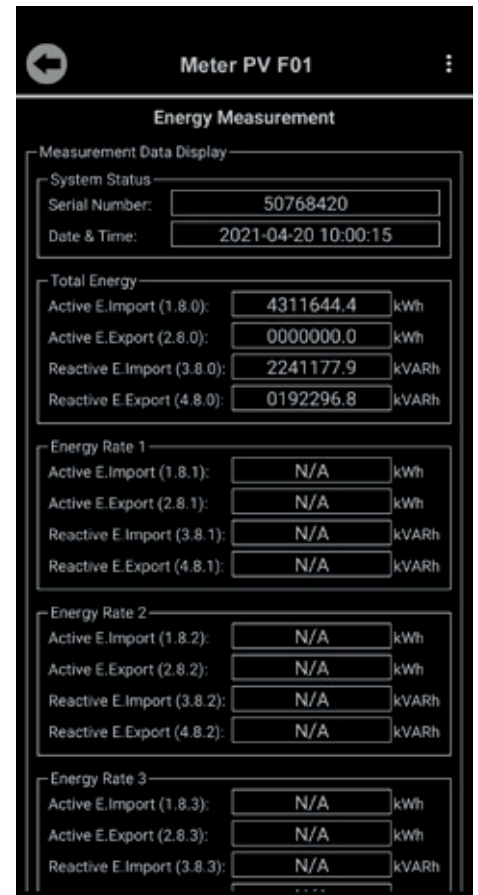 Meter PV F01
Energy Measurement
Measurement Data Display
System Status
Serial Number: 50768420
Date & Time: 2021-04-20 10:00:15
Total Energy
Active E.Import (1.8.0): 4311644.4 kWh
Active E.Export (2.8.0): 0000000.0 kWh
Reactive E.Import (3.8.0): 2241177.9 kVARh
Reactive E.Export (4.8.0): 0192296.8 kVARh
Energy Rate 1
Active E.Import (1.8.1): N/A kWh
Active E.Export (2.8.1): N/A kWh
Reactive E.Import (3.8.1): N/A kVARh
Reactive E.Export (4.8.1): N/A kVARh
Energy Rate 2
Active E.Import (1.8.2): N/A kWh
Active E.Export (2.8.2): N/A kWh
Reactive E.Import (3.8.2): N/A kVARh
Reactive E.Export (4.8.2): N/A kVARh
Energy Rate 3
Active E.Import (1.8.3): N/A kWh
Active E.Export (2.8.3): N/A kWh
Reactive E.Import (3.8.3): N/A kVARh